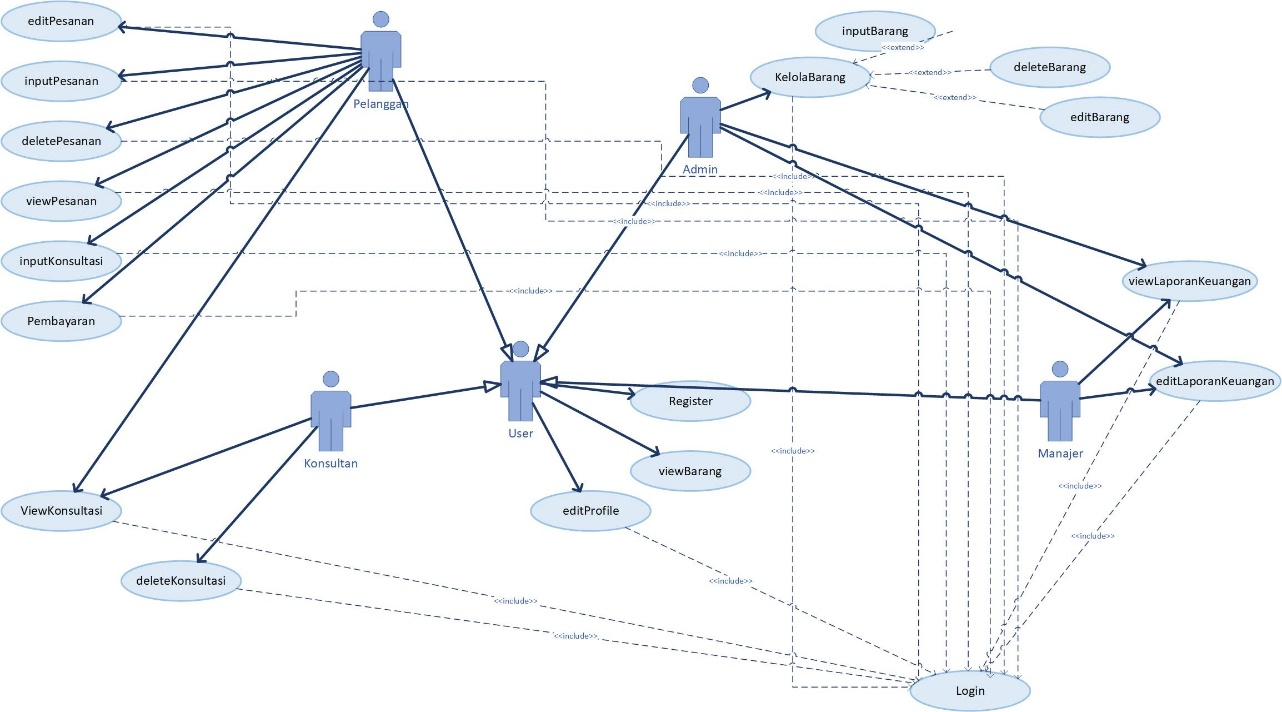 editPesanan
inputBarang
<<extend>>
inputPesanan
KelolaBarang
<<extend>>
deleteBarang
Pelanggan
<<extend>>
editBarang
deletePesanan
Admin
<<include>>
<<include>>
viewPesanan
<<include>>
<<include>>
inputKonsultasi
<<include>>
viewLaporanKeuangan
<<include>>
Pembayaran
editLaporanKeuangan
Register
User
Konsultan
Manajer
<<include>>
viewBarang
<<include>>
ViewKonsultasi
editProfile
<<include>>
deleteKonsultasi
<<include>>
<<include>>
<<include>>
Login